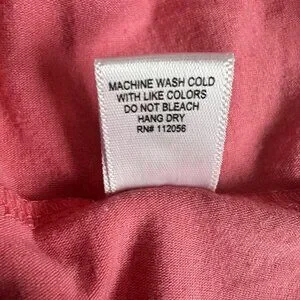 MACHINE WASH COLD
WITH LIKE COLORS
DO NOT BLEACH
HANG DRY
RN# 112056